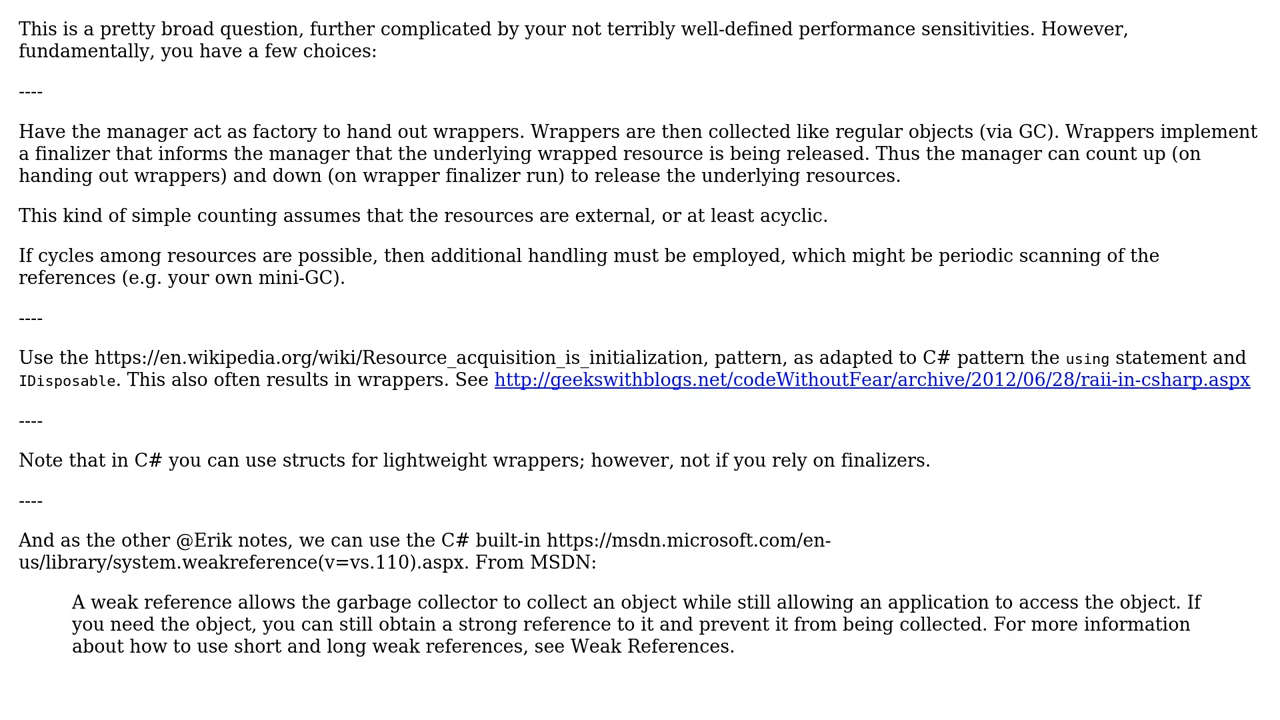 This is a pretty broad question, further complicated by your not terribly well-defined performance sensitivities. However,
fundamentally, you have a few choices:
----
Have the manager act as factory to hand out wrappers. Wrappers are then collected like regular objects (via GC). Wrappers implement
a finalizer that informs the manager that the underlying wrapped resource is being released. Thus the manager can count up (on
handing out wrappers) and down (on wrapper finalizer run) to release the underlying resources.
This kind of simple counting assumes that the resources are external, or at least acyclic.
If cycles among resources are possible, then additional handling must be employed, which might be periodic scanning of the
references (e.g. your own mini-GC).
----
Use the https://en.wikipedia.org/wiki/Resource_acquisition_is_initialization, pattern, as adapted to C# pattern the using statement and
IDisposable. This also often results in wrappers. See http://geekswithblogs.net/codeWithoutFear/archive/2012/06/28/raii-in-csharp.aspx
----
Note that in C# you can use structs for lightweight wrappers; however, not if you rely on finalizers.
----
And as the other @Erik notes, we can use the C# built-in https://msdn.microsoft.com/en-
us/library/system.weakreference(v=vs.110).aspx. From MSDN:
A weak reference allows the garbage collector to collect an object while still allowing an application to access the object. If
you need the object, you can still obtain a strong reference to it and prevent it from being collected. For more information
about how to use short and long weak references, see Weak References.